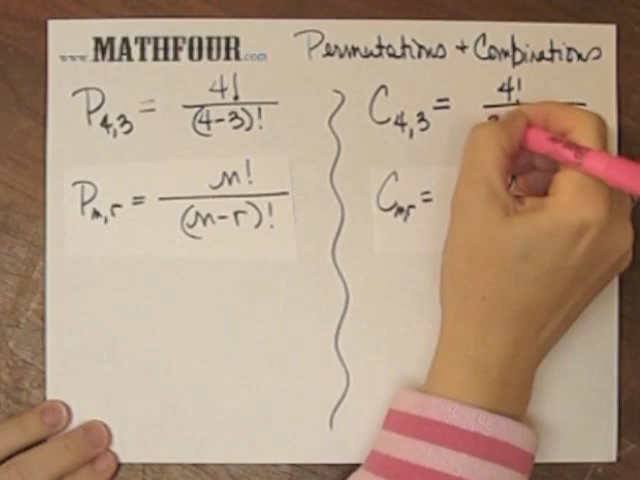 www.MATHFOUR.com Permutations + Combinations
P4,3 = 4! / (4-3)!
C4,3 = 4!
Pn,r = n! / (n-r)!
Cn,r =